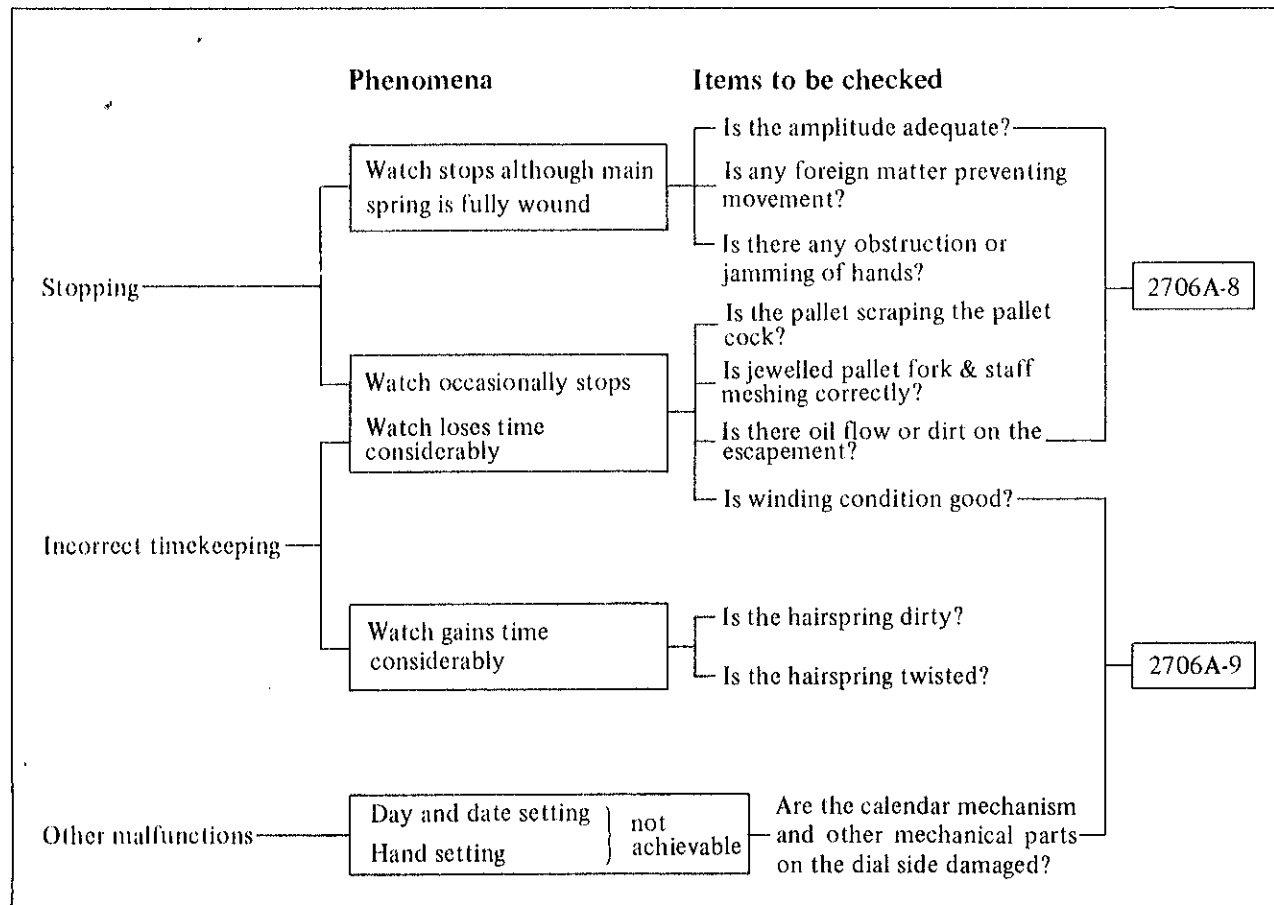 Phenomena
Items to be checked
Stopping
Watch stops although main
spring is fully wound
Is the amplitude adequate?
Is any foreign matter preventing
movement?
Is there any obstruction or
jamming of hands?
2706A-8
Watch occasionally stops
Watch loses time
considerably
Is the pallet scraping the pallet
cock?
Is jewelled pallet fork & staff
meshing correctly?
Is there oil flow or dirt on the
escapement?
Is winding condition good?
Incorrect timekeeping
Watch gains time
considerably
Is the hairspring dirty?
Is the hairspring twisted?
2706A-9
Other malfunctions
Day and date setting
Hand setting
not
achievable
Are the calendar mechanism
and other mechanical parts
on the dial side damaged?